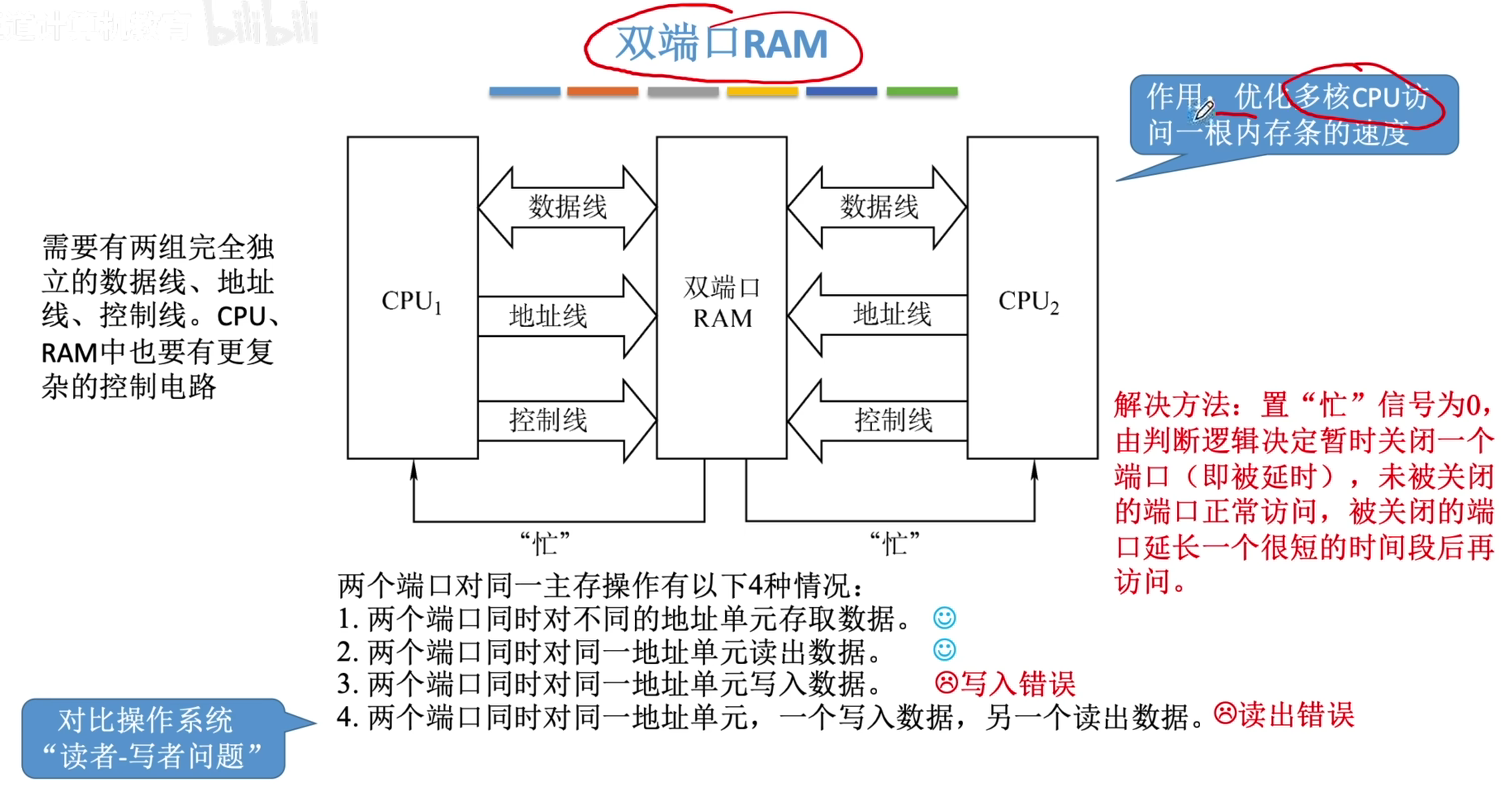 bilibili
双端口RAM
作用：优化多核CPU访
问一根内存条的速度
需要有两组完全独
立的数据线、地址
线、控制线。CPU、
RAM中也要有更复
杂的控制电路
CPU1
数据线
地址线
控制线
双端口
RAM
数据线
地址线
控制线
CPU2
“忙”
“忙”
解决方法：置“忙”信号为0，
由判断逻辑决定暂时关闭一个
端口（即被延时），未被关闭
的端口正常访问，被关闭的端
口延长一个很短的时间段后再
访问。
两个端口对同一主存操作有以下4种情况：
1. 两个端口同时对不同的地址单元存取数据。
2. 两个端口同时对同一地址单元读出数据。
3. 两个端口同时对同一地址单元写入数据。 写入错误
4. 两个端口同时对同一地址单元，一个写入数据，另一个读出数据。 读出错误
对比操作系统
“读者-写者问题”